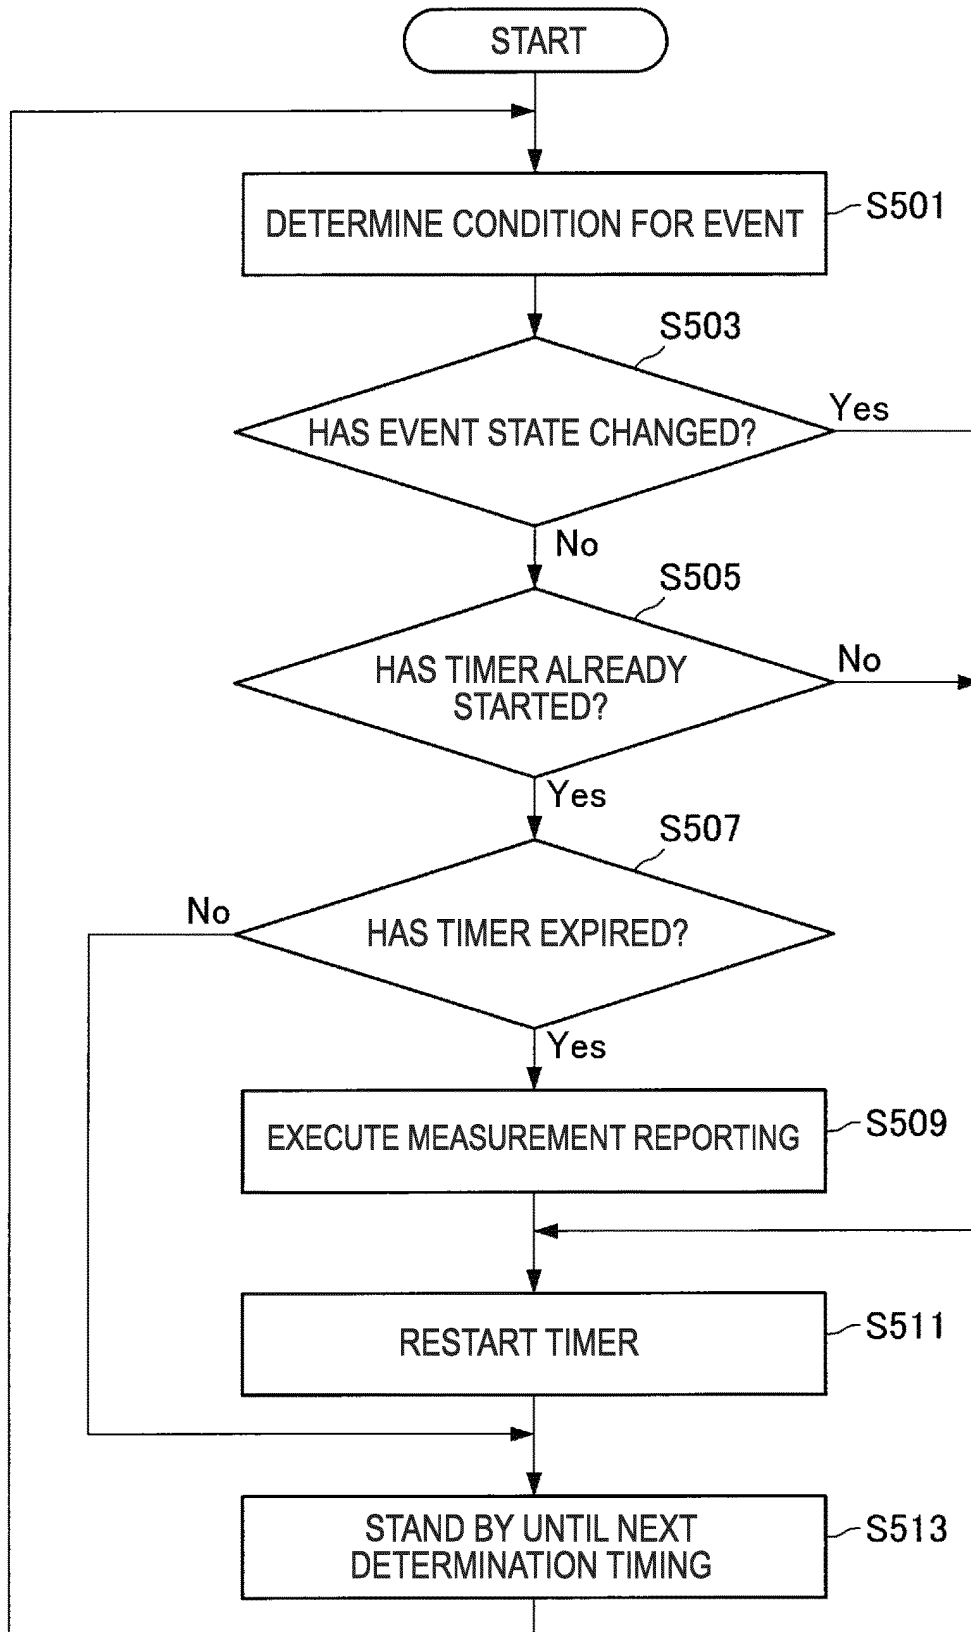 START
DETERMINE CONDITION FOR EVENT
S501
S503
HAS EVENT STATE CHANGED?
Yes
No
S505
HAS TIMER ALREADY
STARTED?
No
Yes
S507
HAS TIMER EXPIRED?
No
Yes
EXECUTE MEASUREMENT REPORTING
S509
RESTART TIMER
S511
STAND BY UNTIL NEXT
DETERMINATION TIMING
S513